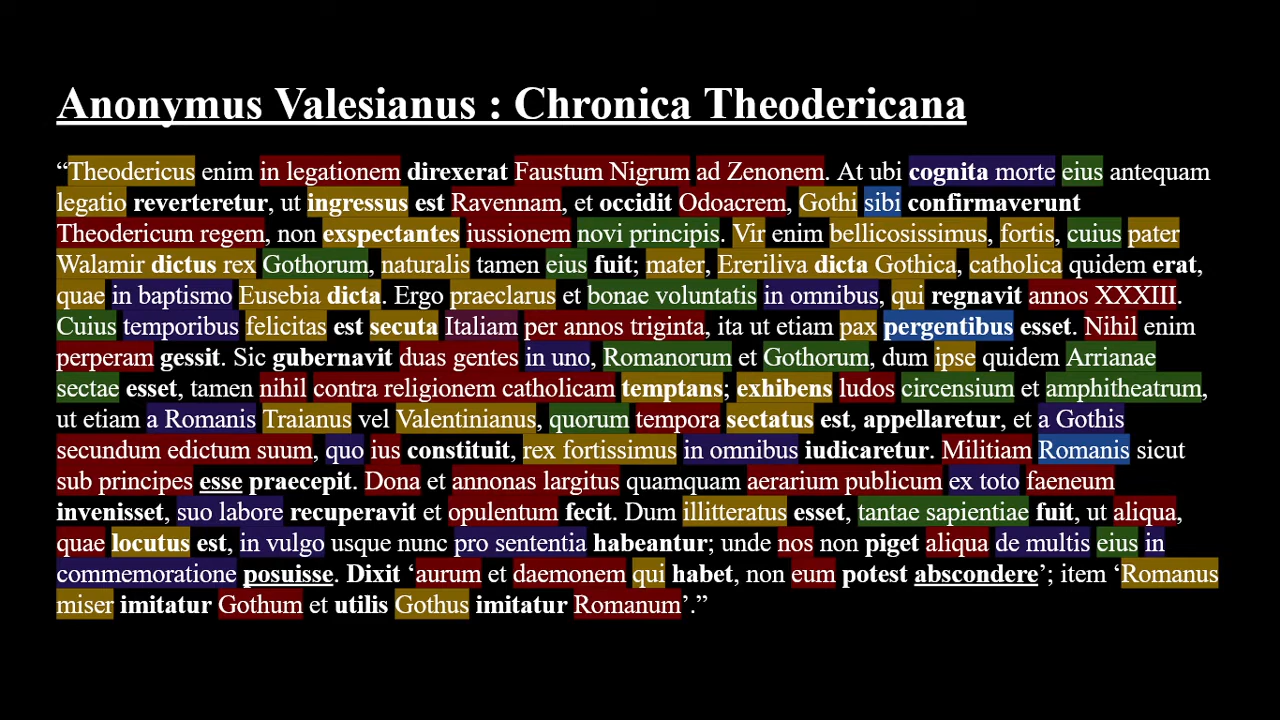 Anonymus Valesianus : Chronica Theodericana
“Theodericus enim in legationem direxerat Faustum Nigrum ad Zenonem. At ubi cognita morte eius antequam
legatio reverteretur, ut ingressus est Ravennam, et occidit Odoacrem, Gothi sibi confirmaverunt
Theodericum regem, non exspectantes iussionem novi principis. Vir enim bellicosissimus, fortis, cuius pater
Walamir dictus rex Gothorum, naturalis tamen eius fuit; mater, Ereriliva dicta Gothica, catholica quidem erat,
quae in baptismo Eusebia dicta. Ergo praeclarus et bonae voluntatis in omnibus, qui regnavit annos XXXIII.
Cuius temporibus felicitas est secuta Italiam per annos triginta, ita ut etiam pax pergentibus esset. Nihil enim
perperam gessit. Sic gubernavit duas gentes in uno, Romanorum et Gothorum, dum ipse quidem Arrianae
sectae esset, tamen nihil contra religionem catholicam temptans; exhibens ludos circensium et amphitheatrum,
ut etiam a Romanis Traianus vel Valentinianus, quorum tempora sectatus est, appellaretur, et a Gothis
secundum edictum suum, quo ius constituit, rex fortissimus in omnibus iudicaretur. Militiam Romanis sicut
sub principes esse praecepit. Dona et annonas largitus quamquam aerarium publicum ex toto faeneum
invenisset, suo labore recuperavit et opulentum fecit. Dum illitteratus esset, tantae sapientiae fuit, ut aliqua,
quae locutus est, in vulgo usque nunc pro sententia habeantur; unde nos non piget aliqua de multis eius in
commemoratione posuisse. Dixit ‘aurum et daemonem qui habet, non eum potest abscondere’; item ‘Romanus
miser imitatur Gothum et utilis Gothus imitatur Romanum’.”